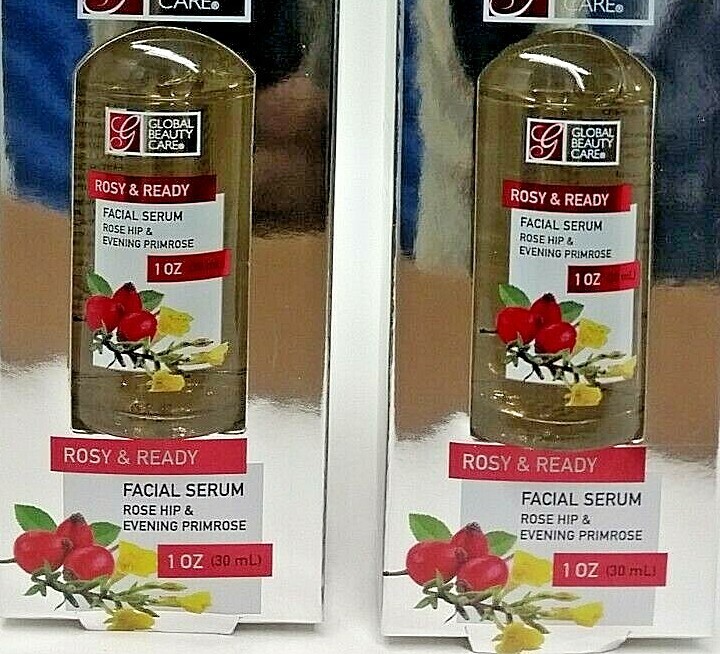 CARE®
GLOBAL
BEAUTY
CARE®
ROSY & READY
FACIAL SERUM
ROSE HIP &
EVENING PRIMROSE
1 OZ
ROSY & READY
FACIAL SERUM
ROSE HIP &
EVENING PRIMROSE
1 OZ (30 mL)
CARE®
GLOBAL
BEAUTY
CARE®
ROSY & READY
FACIAL SERUM
ROSE HIP &
EVENING PRIMROSE
1 OZ
ROSY & READY
FACIAL SERUM
ROSE HIP &
EVENING PRIMROSE
1 OZ (30 mL)